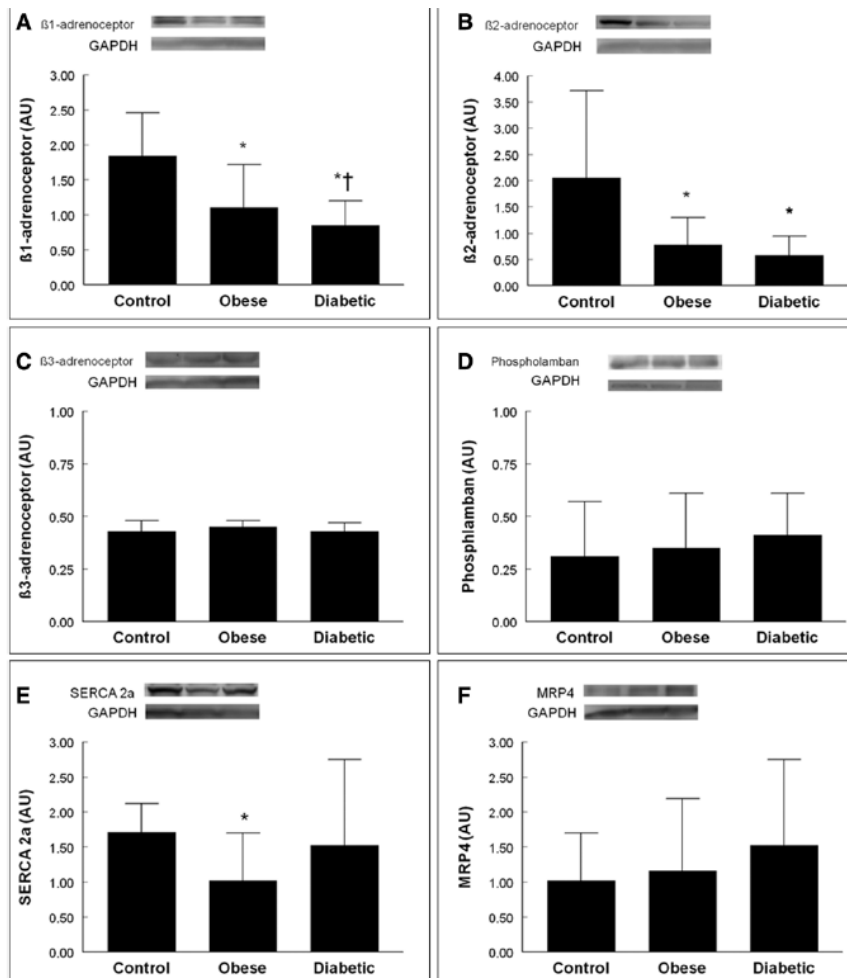 A
ß1-adrenoceptor
GAPDH
ß1-adrenoceptor (AU)
3.00
2.50
2.00
1.50
1.00
0.50
0.00
*
*†
Control Obese Diabetic
B
ß2-adrenoceptor
GAPDH
ß2-adrenoceptor (AU)
4.00
3.50
3.00
2.50
2.00
1.50
1.00
0.50
0.00
*
*
Control Obese Diabetic
C
ß3-adrenoceptor
GAPDH
ß3-adrenoceptor (AU)
1.00
0.75
0.50
0.25
0.00
Control Obese Diabetic
D
Phospholamban
GAPDH
Phosphlamban (AU)
1.00
0.75
0.50
0.25
0.00
Control Obese Diabetic
E
SERCA 2a
GAPDH
SERCA 2a (AU)
3.00
2.50
2.00
1.50
1.00
0.50
0.00
*
Control Obese Diabetic
F
MRP4
GAPDH
MRP4 (AU)
3.00
2.50
2.00
1.50
1.00
0.50
0.00
Control Obese Diabetic